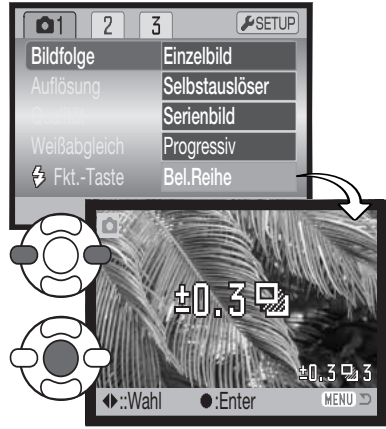 1 2 3 SETUP
Bildfolge Einzelbild
Auflösung Selbstauslöser
Qualität Serienbild
Weißabgleich Progressiv
Fkt.-Taste Bel.Reihe
±0.3
±0.3 3
:Wahl :Enter MENU